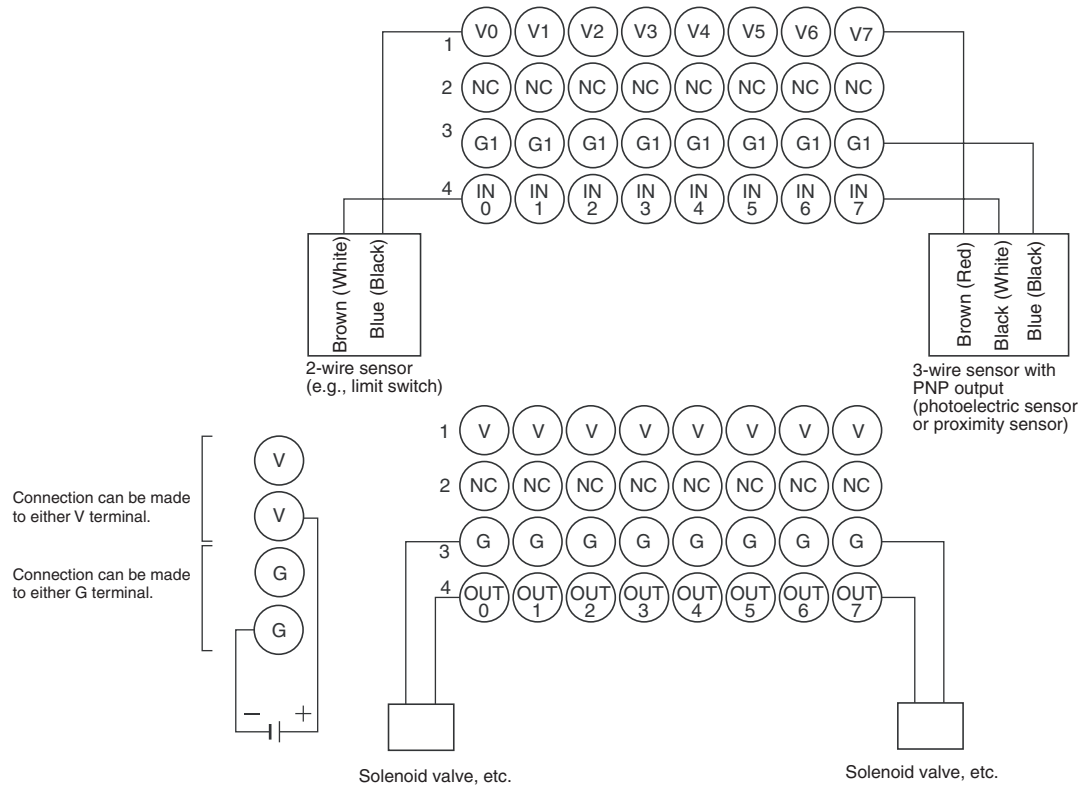 1 V0 V1 V2 V3 V4 V5 V6 V7
2 NC NC NC NC NC NC NC NC
3 G1 G1 G1 G1 G1 G1 G1 G1
4 IN IN IN IN IN IN IN IN
0 1 2 3 4 5 6 7
Brown (White)
Blue (Black)
2-wire sensor
(e.g., limit switch)
Brown (Red)
Black (White)
Blue (Black)
3-wire sensor with
PNP output
(photoelectric sensor
or proximity sensor)
V
V
G
G
Connection can be made
to either V terminal.
Connection can be made
to either G terminal.
− +
1 V V V V V V V V
2 NC NC NC NC NC NC NC NC
3 G G G G G G G G
4 OUT OUT OUT OUT OUT OUT OUT OUT
0 1 2 3 4 5 6 7
Solenoid valve, etc.
Solenoid valve, etc.